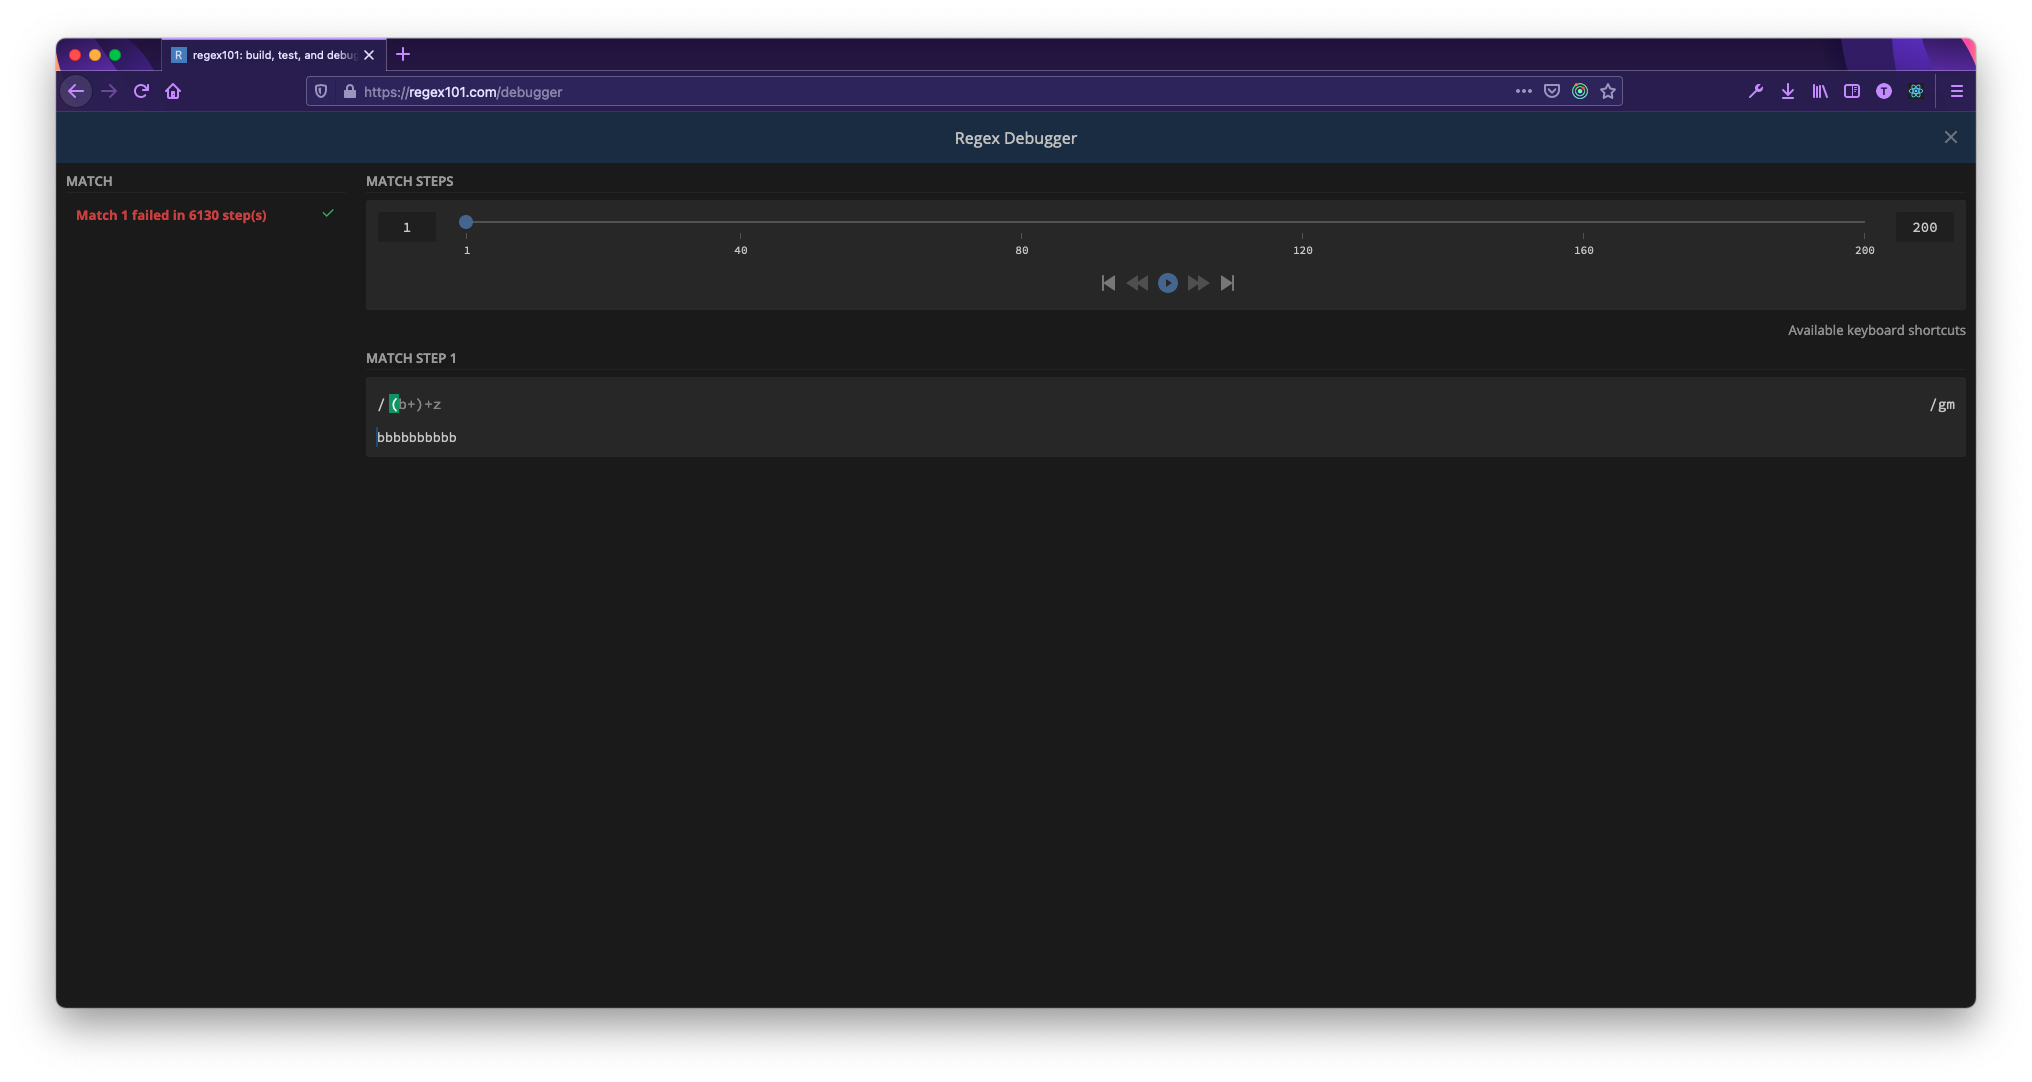 R regex101: build, test, and debug
https://regex101.com/debugger
T
Regex Debugger
MATCH
Match 1 failed in 6130 step(s)
MATCH STEPS
1
200
1 40 80 120 160 200
Available keyboard shortcuts
MATCH STEP 1
/ (b+)+z /gm
bbbbbbbbbb